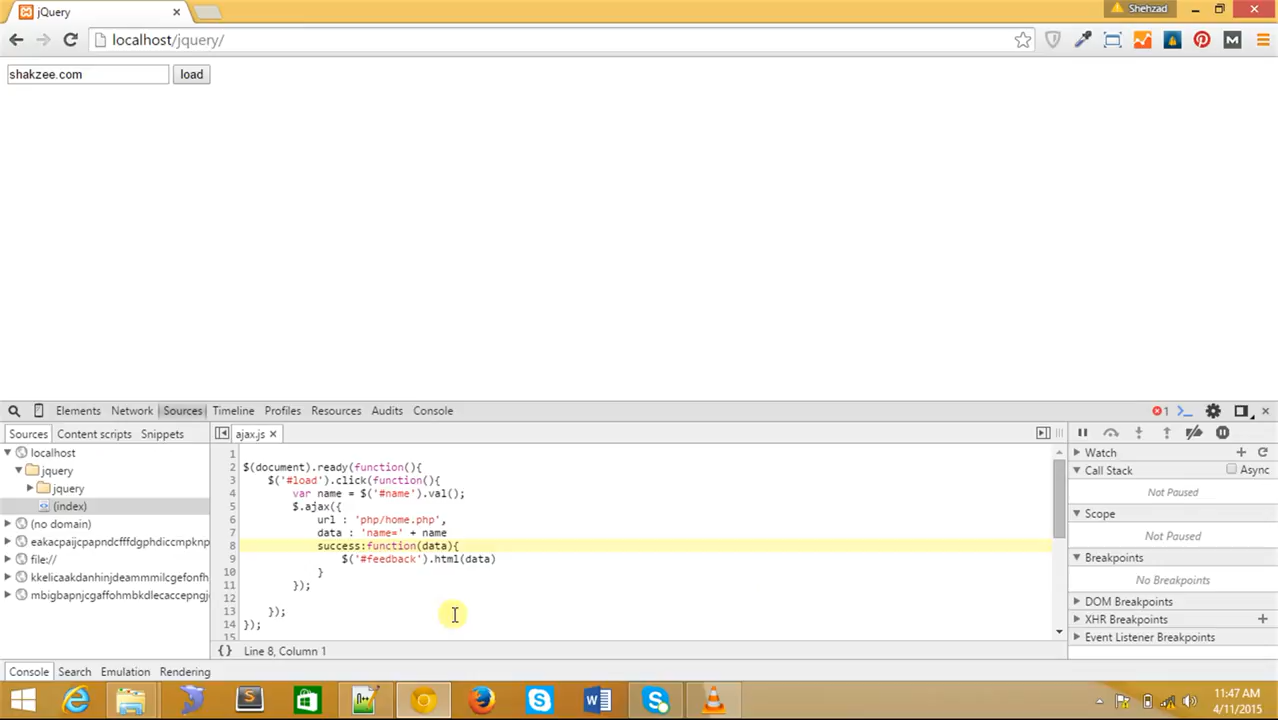 jQuery
Shehzad
localhost/jquery/
shakzee.com
load
Elements Network Sources Timeline Profiles Resources Audits Console
1
Sources Content scripts Snippets
ajax.js
localhost
jquery
jquery
(index)
(no domain)
eakacpaijcpapndcfffdgphdiccmpknp
file://
kkelicaakdanhinjdeammmilcgefonfh
mbigbapnjcgaffohmbkdlecaccepngj
1
2 $(document).ready(function(){
3 $('#load').click(function(){
4 var name = $('#name').val();
5 $.ajax({
6 url : 'php/home.php',
7 data : 'name=' + name
8 success:function(data){
9 $('#feedback').html(data)
10 }
11 });
12
13 });
14 });
15
{} Line 8, Column 1
Watch
Call Stack Async
Not Paused
Scope
Not Paused
Breakpoints
No Breakpoints
DOM Breakpoints
XHR Breakpoints
Event Listener Breakpoints
Console Search Emulation Rendering
11:47 AM
4/11/2015